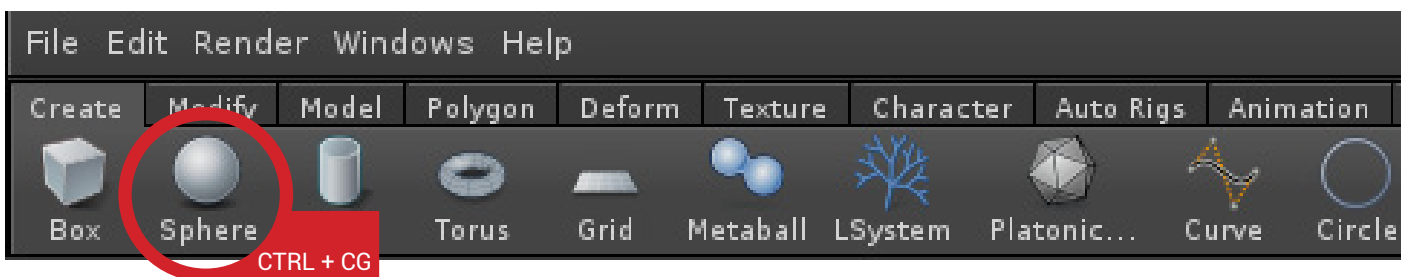 File Edit Render Windows Help
Create Modify Model Polygon Deform Texture Character Auto Rigs Animation
Box Sphere Torus Grid Metaball LSystem Platonic... Curve Circle
CTRL + CG